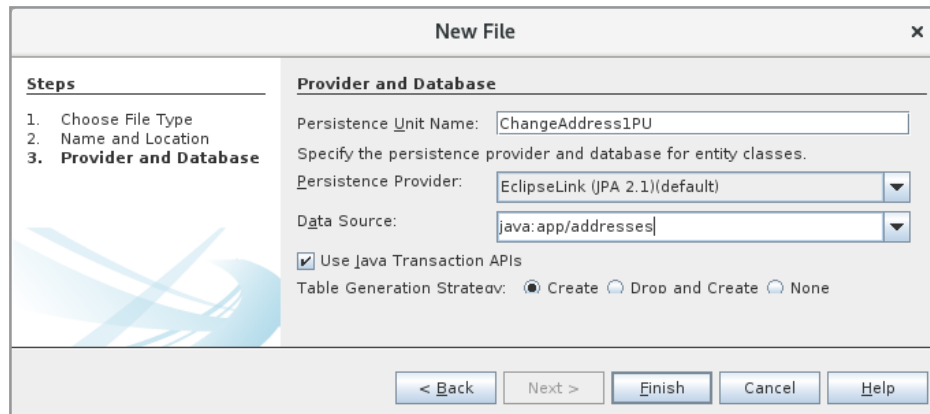 New File
Steps
1. Choose File Type
2. Name and Location
3. Provider and Database
Provider and Database
Persistence Unit Name: ChangeAddress1PU
Specify the persistence provider and database for entity classes.
Persistence Provider: EclipseLink (JPA 2.1)(default)
Data Source: java:app/addresses
Use Java Transaction APIs
Table Generation Strategy: Create Drop and Create None
< Back Next > Finish Cancel Help